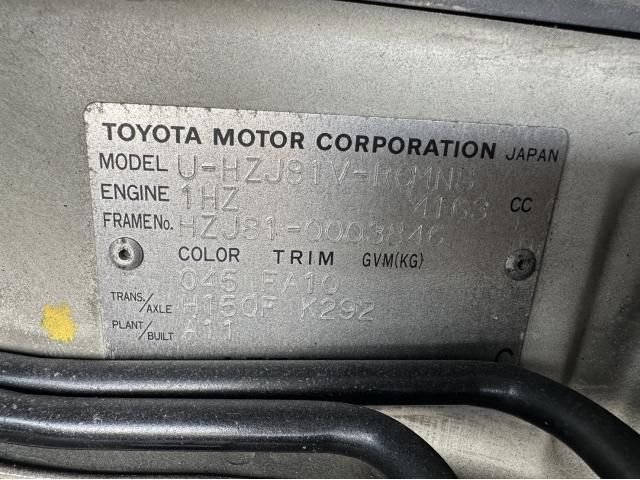 TOYOTA MOTOR CORPORATION JAPAN
MODEL U-HZJ81V-RGMNS
ENGINE 1HZ 4163 CC
FRAME No. HZJ81-0003846
COLOR TRIM GVM(KG)
045 FA10
TRANS./AXLE H150F K292
PLANT/BUILT A11